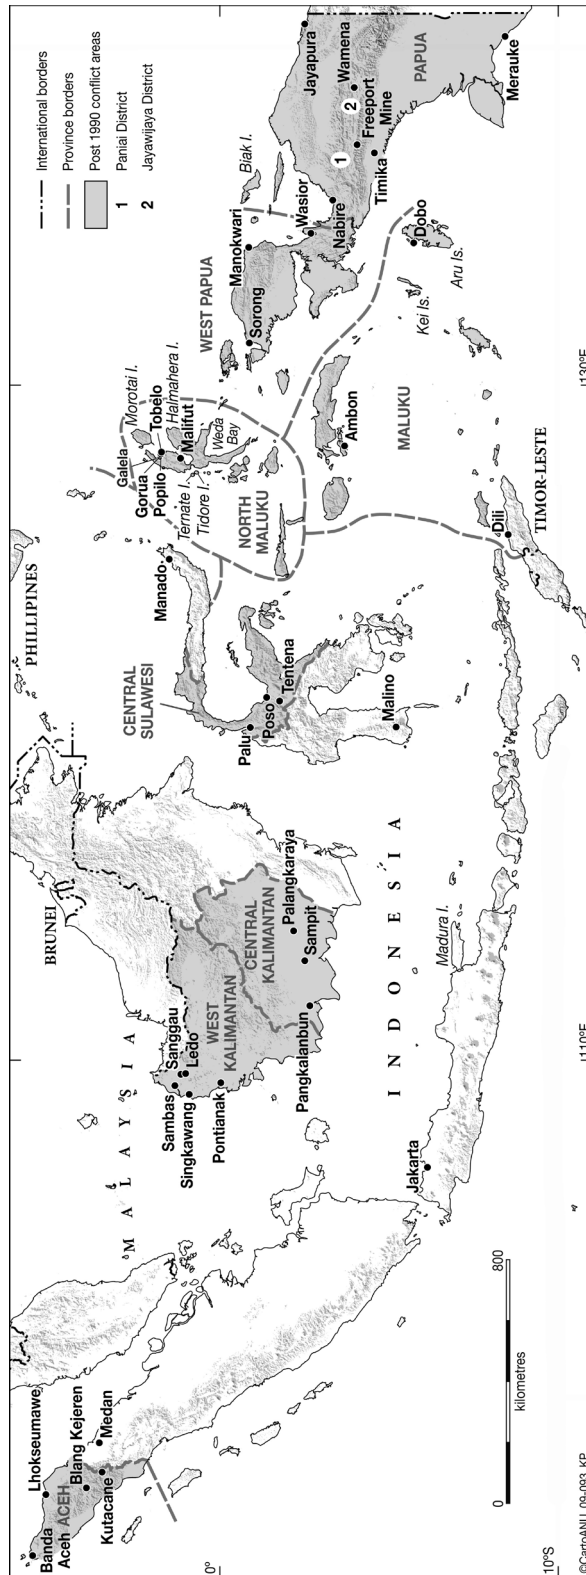 International borders
Province borders
Post 1990 conflict areas
1 Paniai District
2 Jayawijaya District
PHILLIPINES
BRUNEI
M A L A Y S I A
I N D O N E S I A
TIMOR-LESTE
Banda
Aceh
Lhokseumawe
ACEH
Blang Kejeren
Kutacane
Medan
Sambas
Singkawang
Sanggau
Ledo
Pontianak
WEST
KALIMANTAN
CENTRAL
KALIMANTAN
Pangkalanbun
Sampit
Palangkaraya
Jakarta
Madura I.
CENTRAL
SULAWESI
Palu
Poso
Tentena
Malino
Manado
Galela
Gorua
Popilo
Tobelo
Malifut
Morotai I.
Halmahera I.
Ternate I.
Tidore I.
Weda
Bay
NORTH
MALUKU
MALUKU
Ambon
Dili
WEST PAPUA
Sorong
Manokwari
Biak I.
Wasior
Nabire
Kei Is.
Aru Is.
Dobo
Jayapura
Wamena
2
1
Freeport
Mine
Timika
PAPUA
Merauke
0
800
kilometres
0°
10°S
110°E
130°E
©CartoANU_09-093_KP